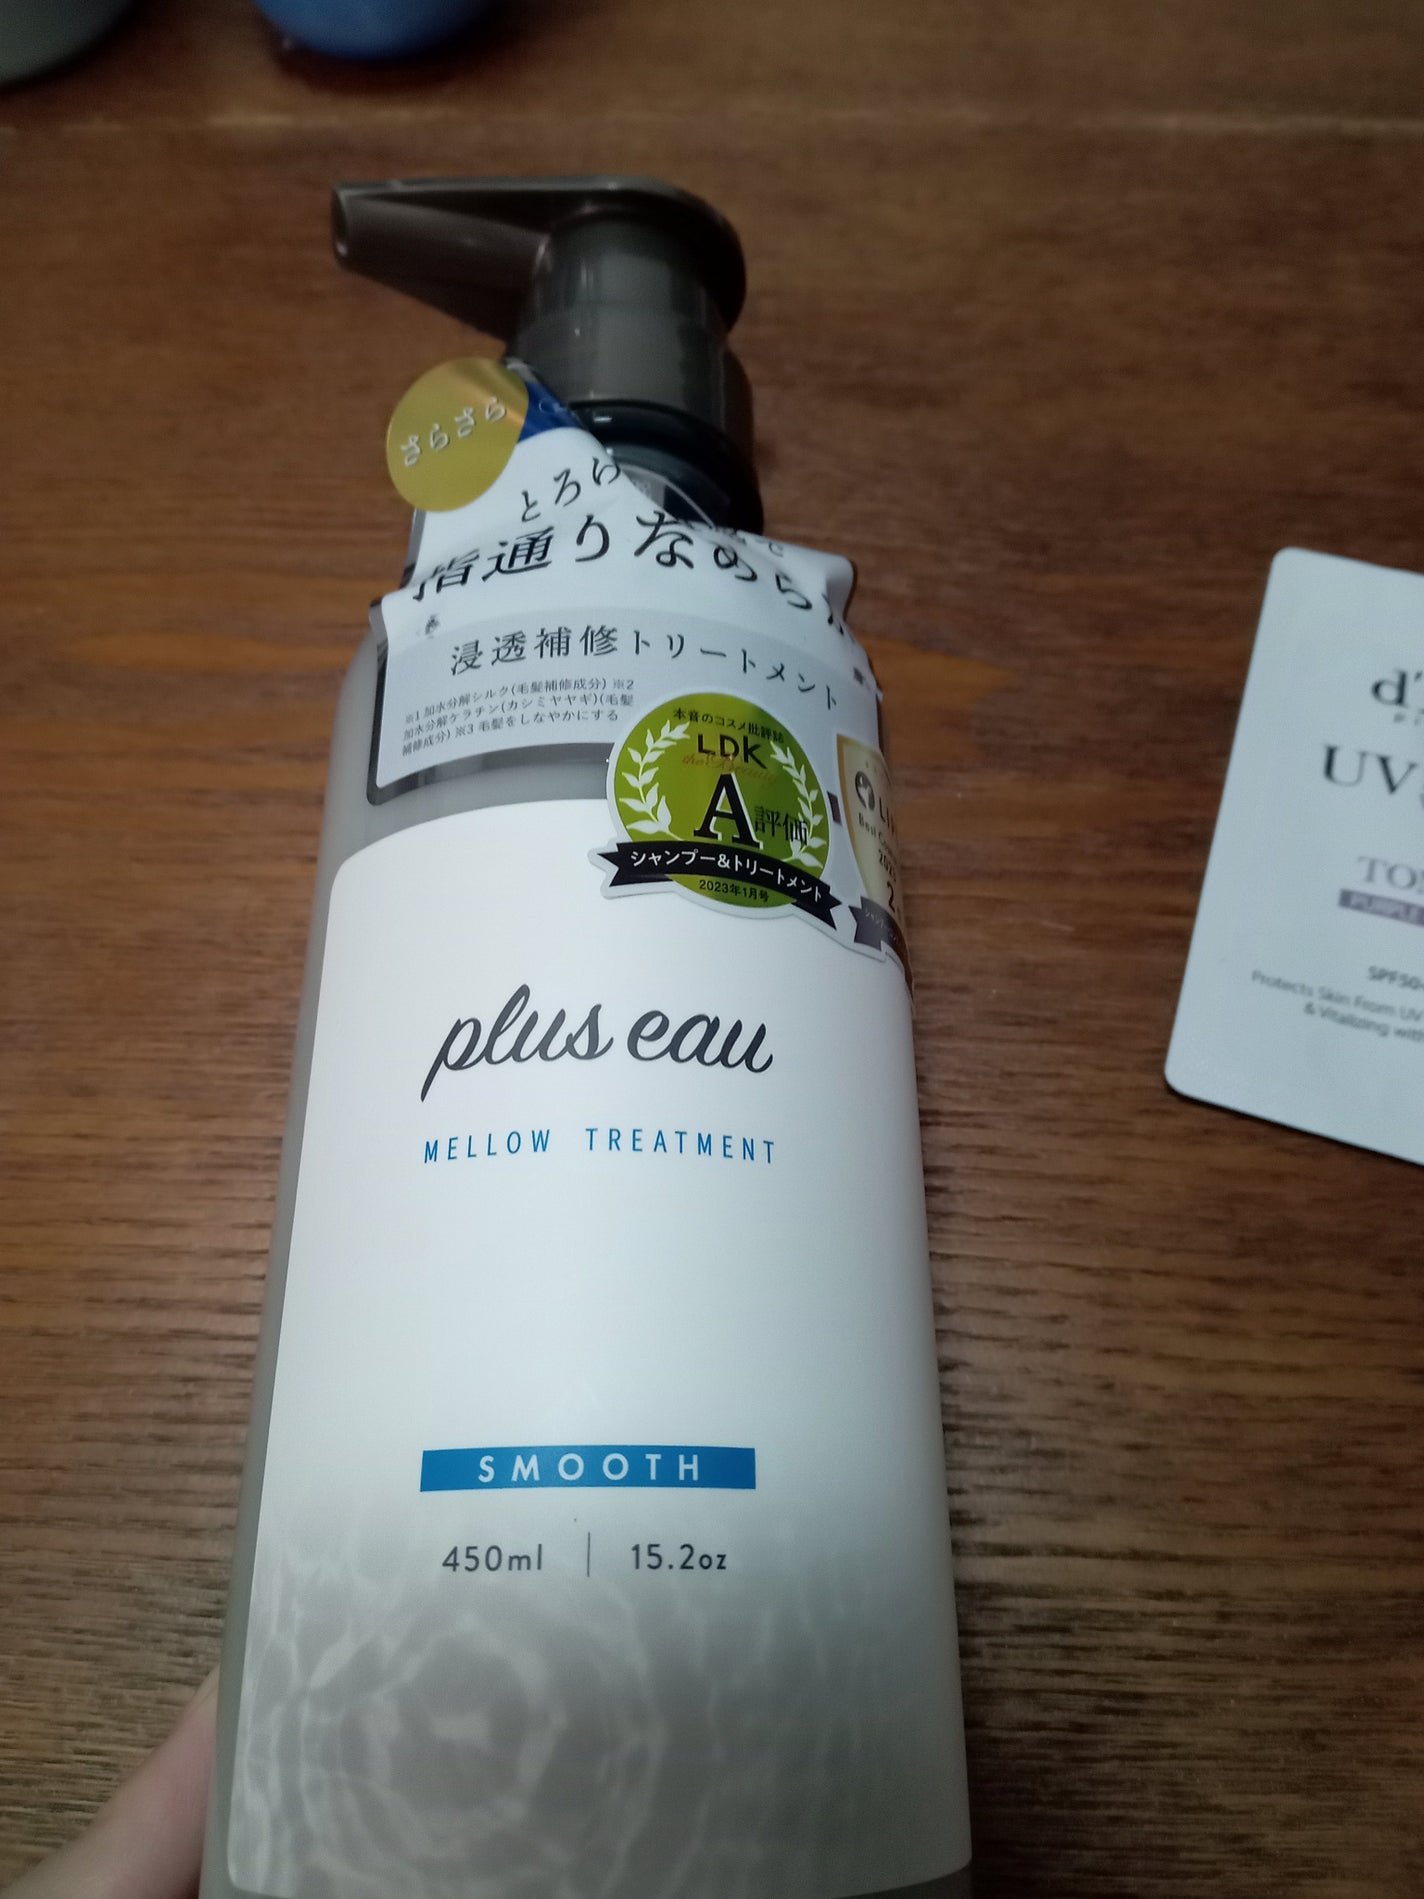 さらさら
とろけ
指通りなめらか
浸透補修トリートメント
※1 加水分解シルク(毛髪補修成分) ※2
加水分解ケラチン(カシミヤヤギ)(毛髪
補修成分) ※3 毛髪をしなやかにする
本音のコスメ批評誌
LDK
the Beauty
A評価
シャンプー&トリートメント
2023年1月号
plus eau
MELLOW TREATMENT
SMOOTH
450ml | 15.2oz
UV
SPF50
Protects Skin From UV
& Vitalizing with